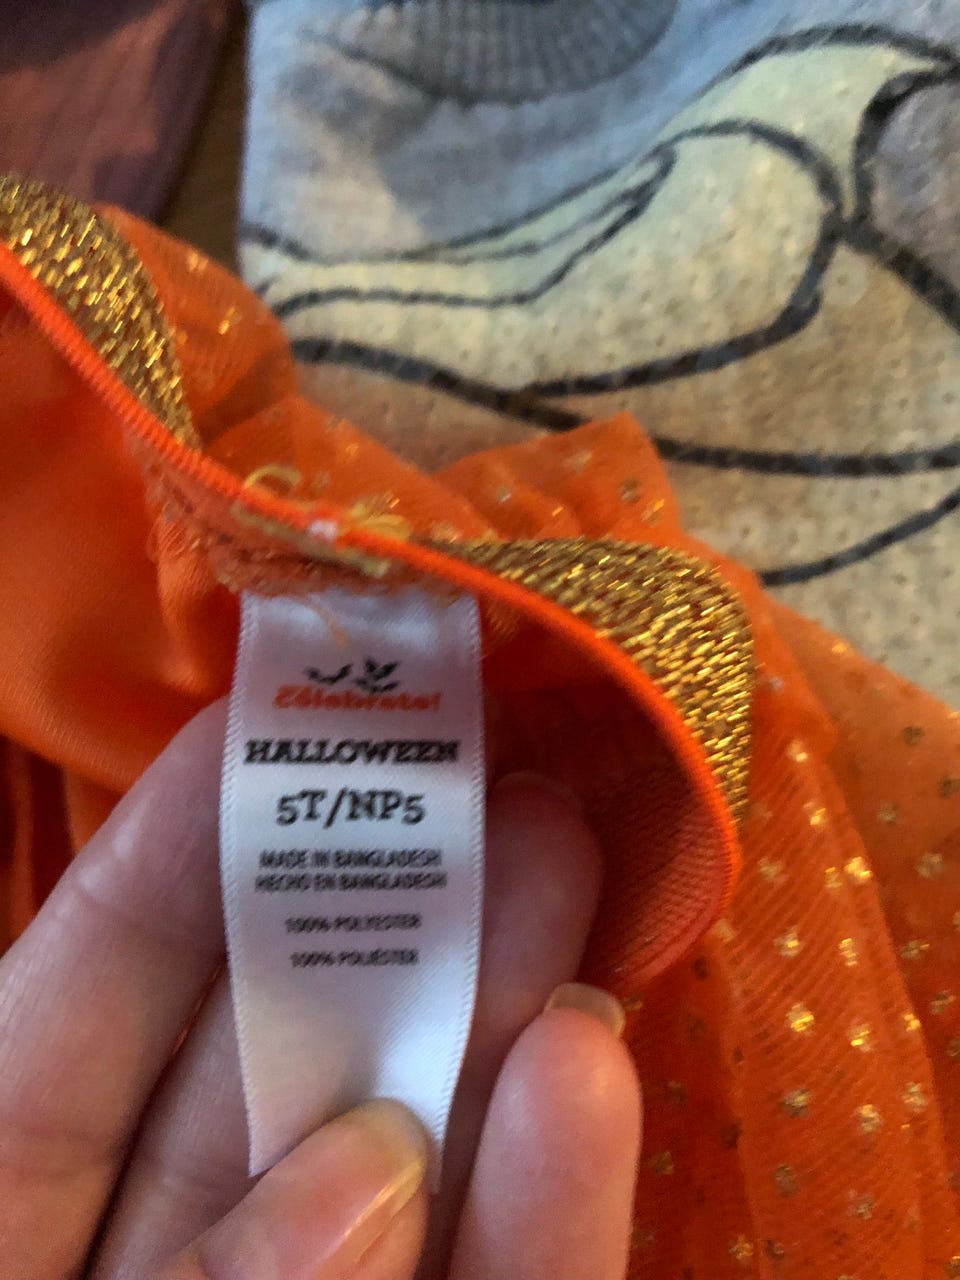 celebrate!
HALLOWEEN
5T/NP5
MADE IN BANGLADESH
HECHO EN BANGLADESH
100% POLYESTER
100% POLIÉSTER